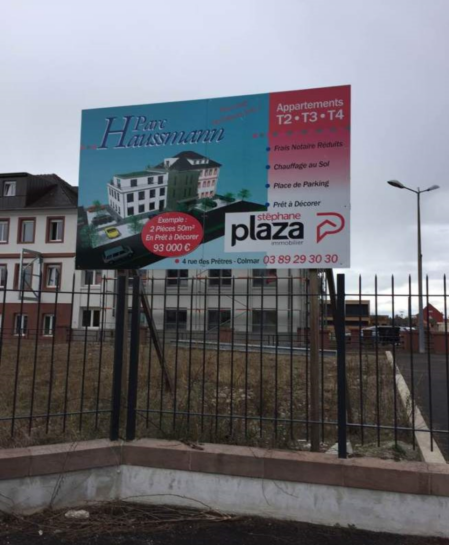 Parc
Haussmann
Appartements
T2 • T3 • T4
• Frais Notaire Réduits
• Chauffage au Sol
• Place de Parking
• Prêt à Décorer
Exemple :
2 Pièces 50m²
en Prêt à Décorer
93 000 €
stéphane
plaza
immobilier
• 4 rue des Prêtres - Colmar 03 89 29 30 30